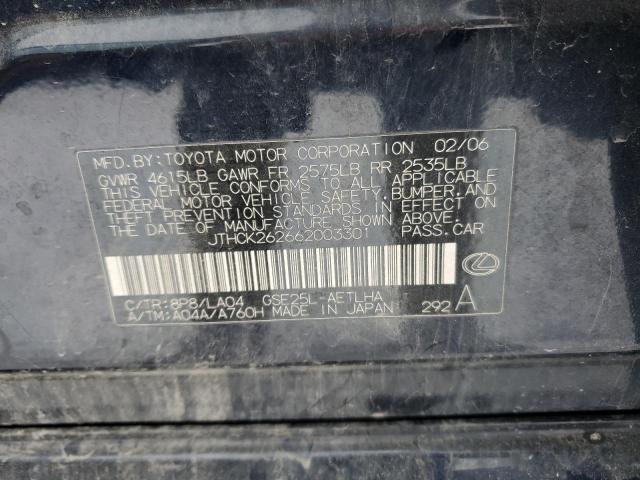 MFD. BY: TOYOTA MOTOR CORPORATION 02/06
GVWR 4615LB GAWR FR 2575LB RR 2535LB
THIS VEHICLE CONFORMS TO ALL APPLICABLE
FEDERAL MOTOR VEHICLE SAFETY, BUMPER, AND
THEFT PREVENTION STANDARDS IN EFFECT ON
THE DATE OF MANUFACTURE SHOWN ABOVE.
JTHCK262662003301 PASS. CAR
C/TR: 8P8/LA04 GSE25L-AETLHA
A/TM: A04A/A760H MADE IN JAPAN 292 A